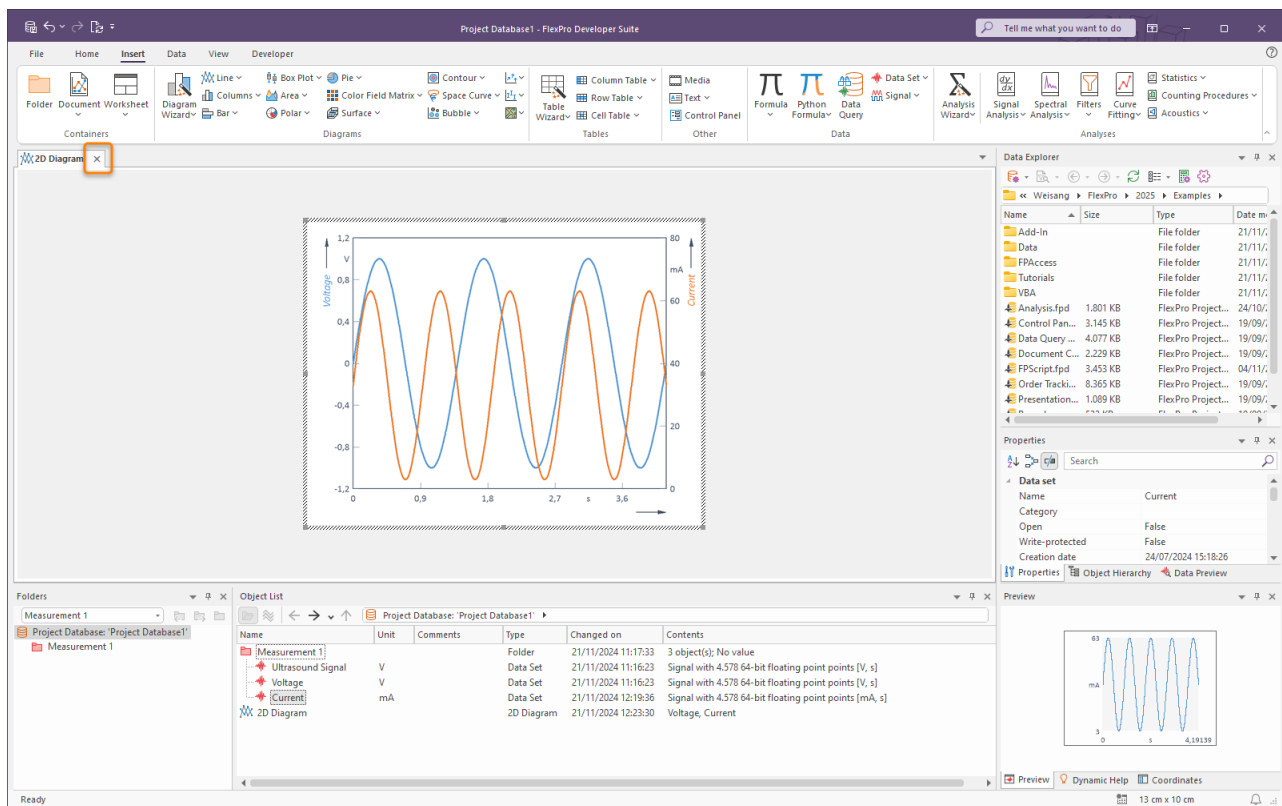 Project Database1 - FlexPro Developer Suite
Tell me what you want to do
File Home Insert Data View Developer
Line Box Plot Pie Contour
Column Table Media Data Set Statistics
Columns Area Color Field Matrix Space Curve
Row Table Text Signal Counting Procedures
Bar Polar Surface Bubble
Cell Table Control Panel Acoustics
Folder Document Worksheet
Diagram Wizard
Table Wizard
Formula Python Formula Data Query
Analysis Wizard
Signal Analysis Spectral Analysis Filters Curve Fitting
Containers Diagrams Tables Other Data Analyses
2D Diagram
1,2
V
0,8
0,4
0
-0,4
-0,8
-1,2
Voltage
80
mA
60
40
20
0
Current
0 0,9 1,8 2,7 s 3,6
Data Explorer
« Weisang FlexPro 2025 Examples
Name Size Type Date
Add-In File folder 21/11/
Data File folder 21/11/
FPAccess File folder 21/11/
Tutorials File folder 21/11/
VBA File folder 21/11/
Analysis.fpd 1.801 KB FlexPro Project... 24/10/
Control Pan... 3.145 KB FlexPro Project... 19/09/
Data Query ... 4.077 KB FlexPro Project... 19/09/
Document C... 2.229 KB FlexPro Project... 19/09/
FPScript.fpd 3.453 KB FlexPro Project... 04/11/
Order Tracki... 8.365 KB FlexPro Project... 19/09/
Presentation... 1.089 KB FlexPro Project... 19/09/
Properties
Search
Data set
Name Current
Category
Open False
Write-protected False
Creation date 24/07/2024 15:18:26
Properties Object Hierarchy Data Preview
Folders
Measurement 1
Project Database: 'Project Database1'
Measurement 1
Object List
Project Database: 'Project Database1'
Name Unit Comments Type Changed on Contents
Measurement 1 Folder 21/11/2024 11:17:33 3 object(s); No value
Ultrasound Signal V Data Set 21/11/2024 11:16:23 Signal with 4.578 64-bit floating point points [V, s]
Voltage V Data Set 21/11/2024 11:16:23 Signal with 4.578 64-bit floating point points [V, s]
Current mA Data Set 21/11/2024 12:19:36 Signal with 4.578 64-bit floating point points [mA, s]
2D Diagram 2D Diagram 21/11/2024 12:23:30 Voltage, Current
Preview
63
mA
3
0 s 4,19139
Preview Dynamic Help Coordinates
Ready
13 cm x 10 cm